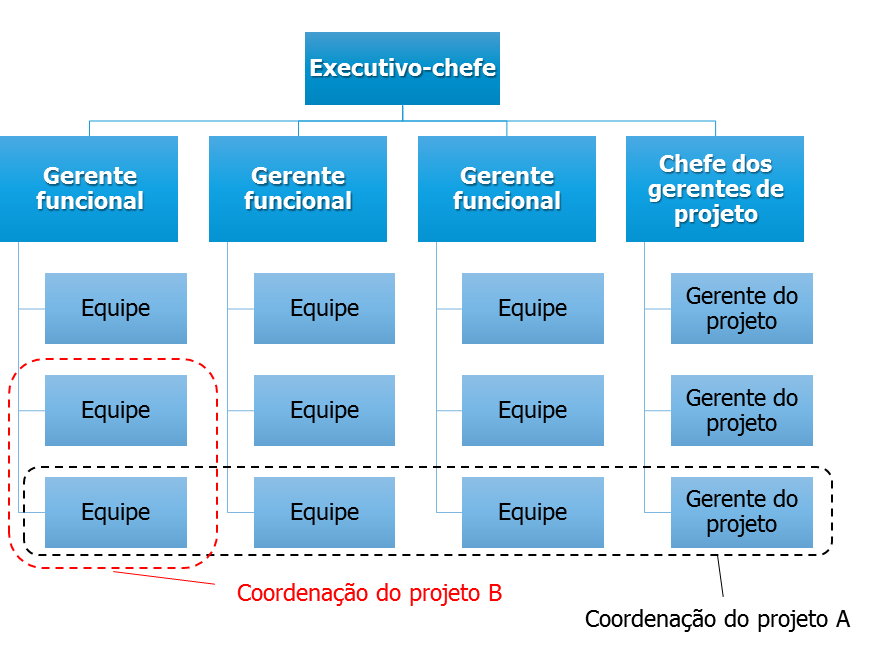 Executivo-chefe
Gerente
funcional
Gerente
funcional
Gerente
funcional
Chefe dos
gerentes de
projeto
Equipe
Equipe
Equipe
Gerente do
projeto
Equipe
Equipe
Equipe
Gerente do
projeto
Equipe
Equipe
Equipe
Gerente do
projeto
Coordenação do projeto B
Coordenação do projeto A